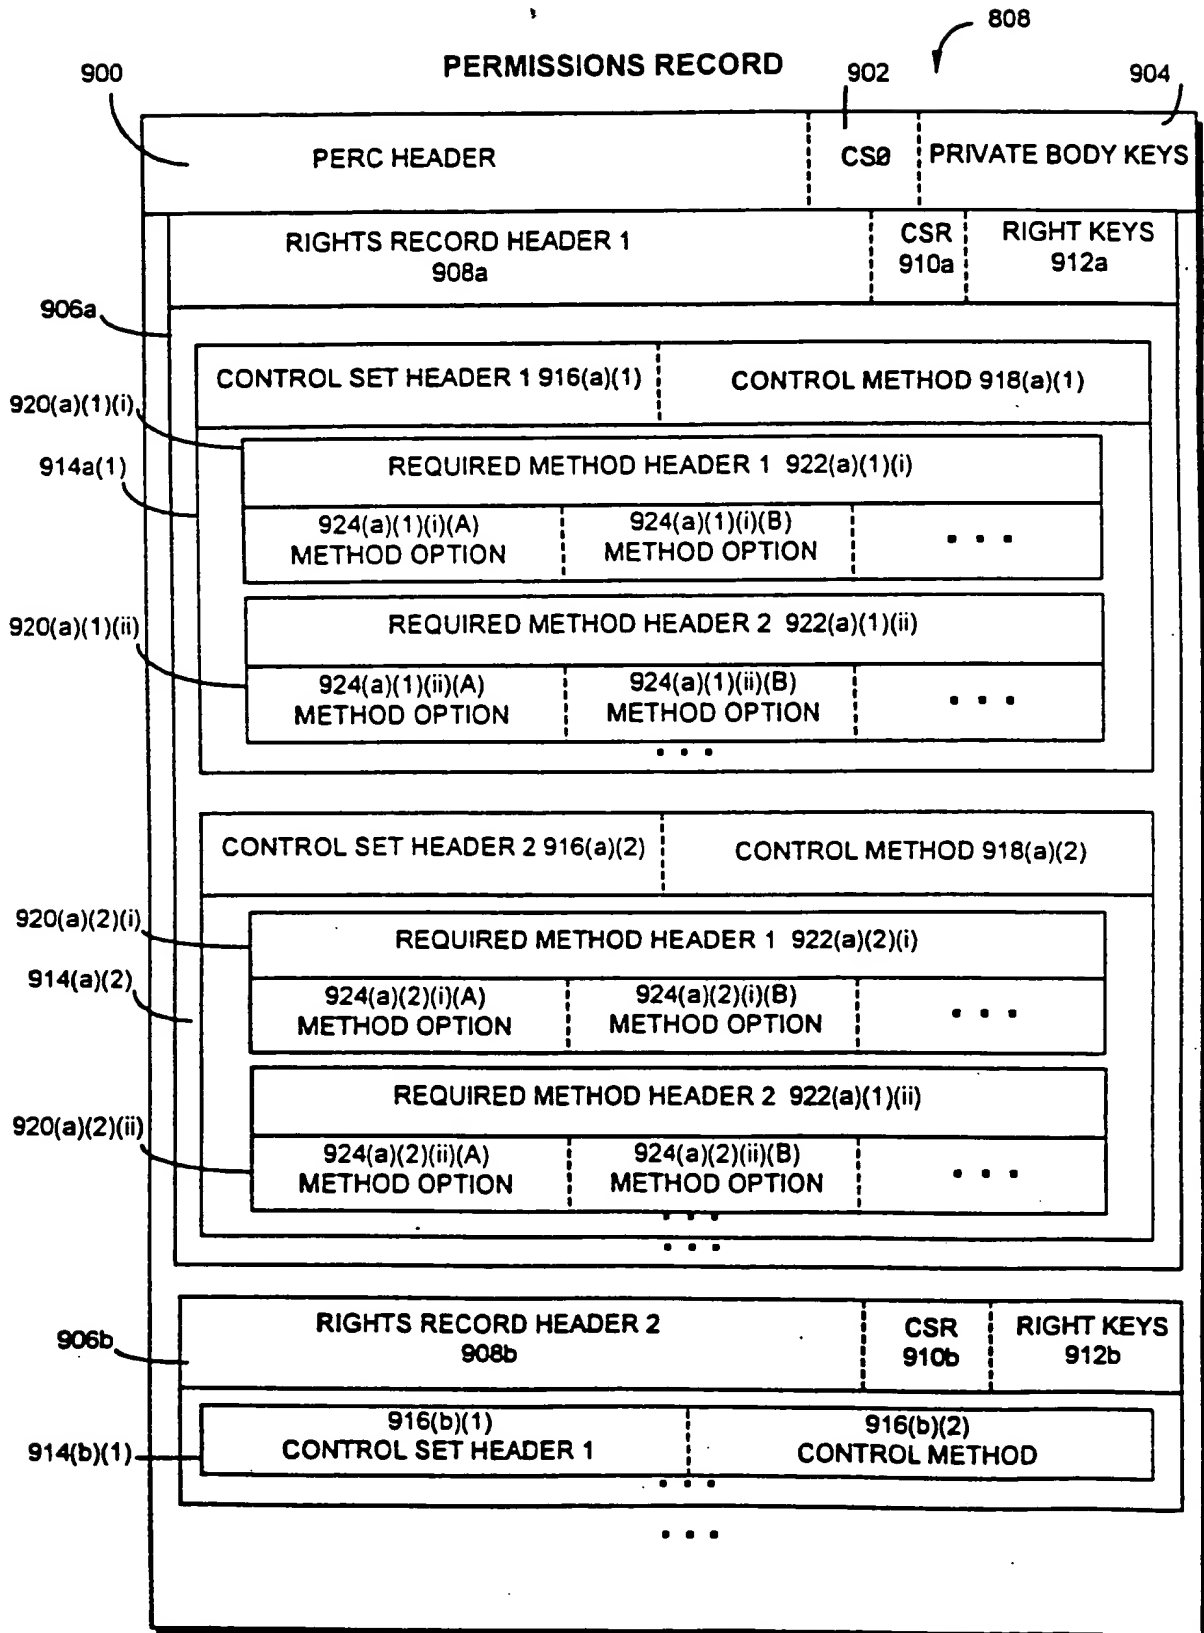 808
PERMISSIONS RECORD
900
902
904
PERC HEADER
CS0
PRIVATE BODY KEYS
RIGHTS RECORD HEADER 1
908a
CSR
910a
RIGHT KEYS
912a
906a
CONTROL SET HEADER 1 916(a)(1)
CONTROL METHOD 918(a)(1)
920(a)(1)(i)
914a(1)
REQUIRED METHOD HEADER 1 922(a)(1)(i)
924(a)(1)(i)(A)
METHOD OPTION
924(a)(1)(i)(B)
METHOD OPTION
. . .
920(a)(1)(ii)
REQUIRED METHOD HEADER 2 922(a)(1)(ii)
924(a)(1)(ii)(A)
METHOD OPTION
924(a)(1)(ii)(B)
METHOD OPTION
. . .
. . .
CONTROL SET HEADER 2 916(a)(2)
CONTROL METHOD 918(a)(2)
920(a)(2)(i)
914(a)(2)
REQUIRED METHOD HEADER 1 922(a)(2)(i)
924(a)(2)(i)(A)
METHOD OPTION
924(a)(2)(i)(B)
METHOD OPTION
. . .
920(a)(2)(ii)
REQUIRED METHOD HEADER 2 922(a)(1)(ii)
924(a)(2)(ii)(A)
METHOD OPTION
924(a)(2)(ii)(B)
METHOD OPTION
. . .
. . .
. . .
906b
RIGHTS RECORD HEADER 2
908b
CSR
910b
RIGHT KEYS
912b
914(b)(1)
916(b)(1)
CONTROL SET HEADER 1
916(b)(2)
CONTROL METHOD
. . .
. . .